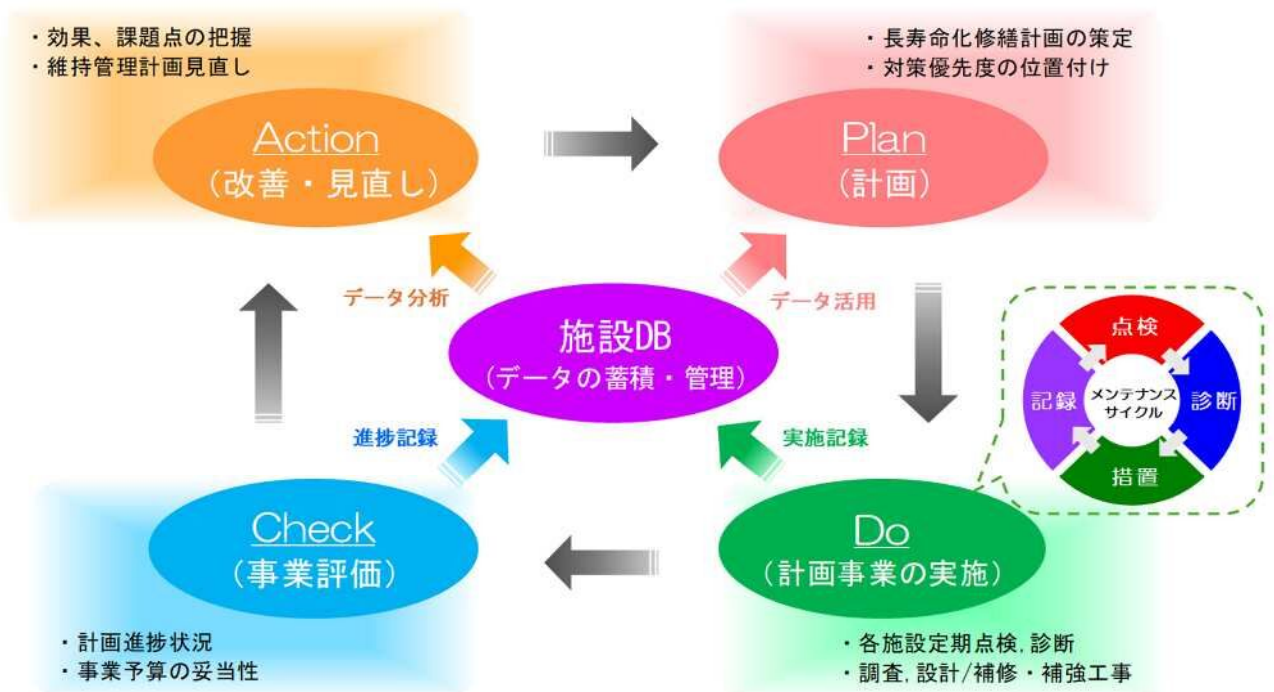 ・効果、課題点の把握
・維持管理計画見直し
Action
(改善・見直し)
・長寿命化修繕計画の策定
・対策優先度の位置付け
Plan
(計画)
データ分析
データ活用
施設DB
(データの蓄積・管理)
進捗記録
実施記録
点検
診断
措置
記録
メンテナンス
サイクル
Check
(事業評価)
・計画進捗状況
・事業予算の妥当性
Do
(計画事業の実施)
・各施設定期点検,診断
・調査,設計/補修・補強工事